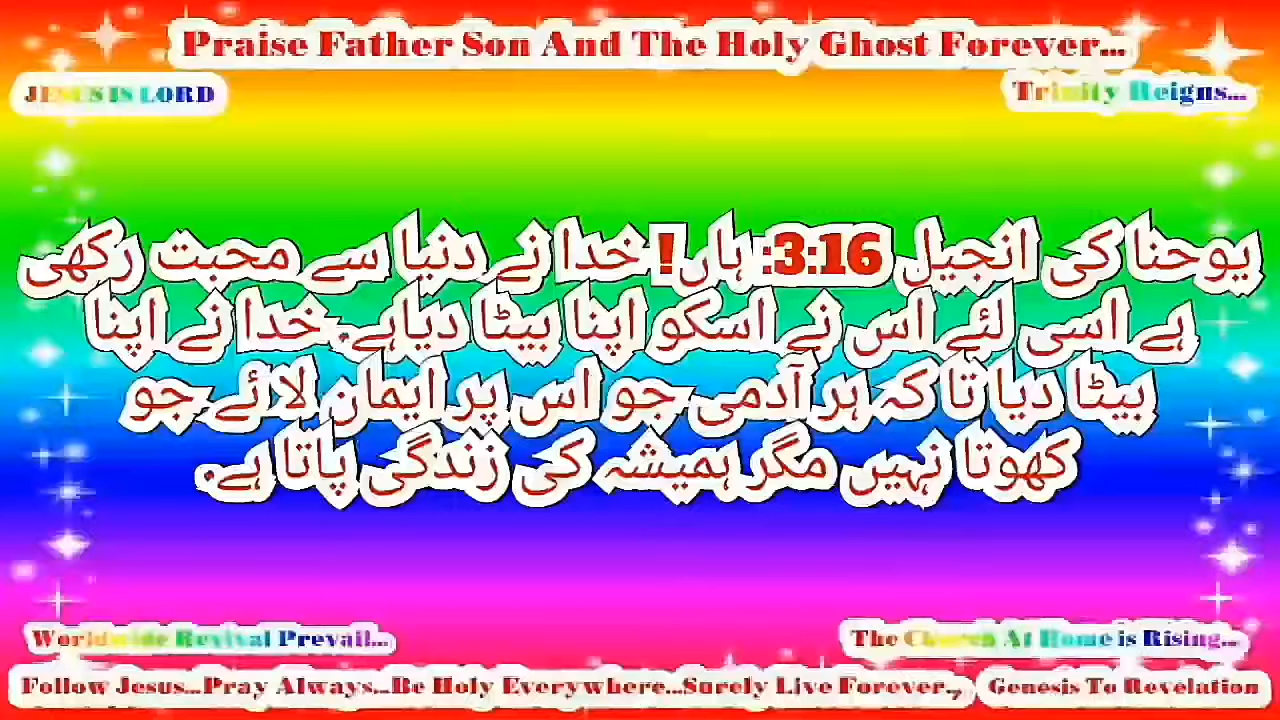 Praise Father Son And The Holy Ghost Forever...
JESUS IS LORD
Trinity Reigns...
یوحنا کی انجیل 3:16: ہاں! خدا نے دنیا سے محبت رکھی
ہے اسی لئے اس نے اسکو اپنا بیٹا دیاہے. خدا نے اپنا
بیٹا دیا تا کہ ہر آدمی جو اس پر ایمان لا ئے جو
کھوتا نہیں مگر ہمیشہ کی زندگی پاتا ہے.
Worldwide Revival Prevail...
The Church At Home is Rising...
Follow Jesus...Pray Always...Be Holy Everywhere...Surely Live Forever.,
Genesis To Revelation